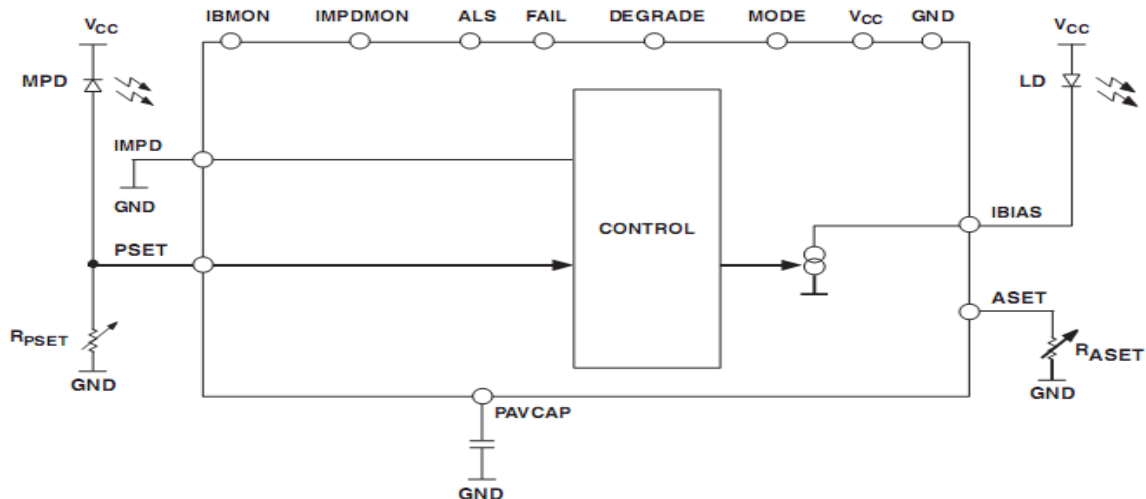 IBMON IMPDMON ALS FAIL DEGRADE MODE VCC GND
VCC
VCC
MPD
LD
IMPD
GND
CONTROL
IBIAS
PSET
ASET
RPSET
RASET
GND
GND
PAVCAP
GND